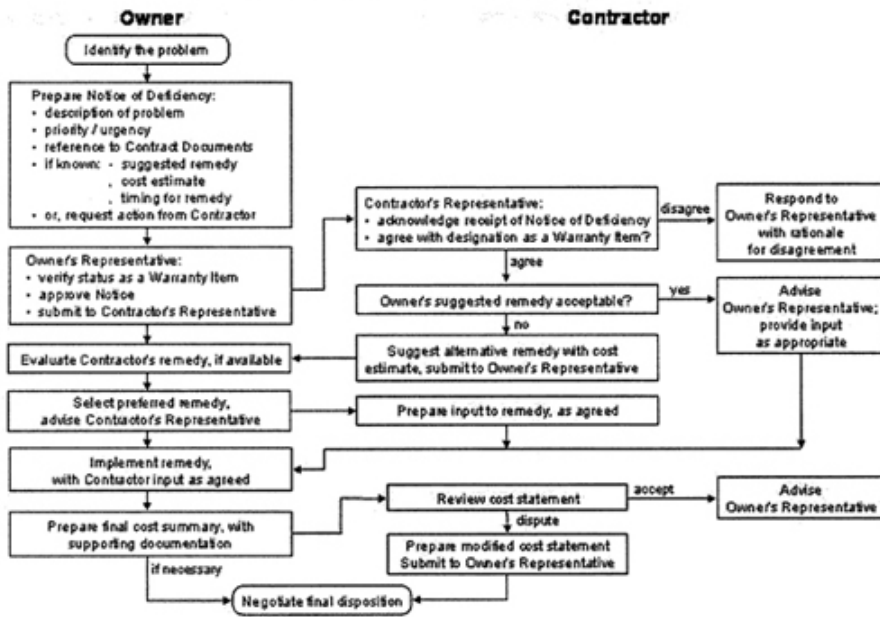 Owner
Contractor
Identify the problem
Prepare Notice of Deficiency:
• description of problem
• priority / urgency
• reference to Contract Documents
• if known: - suggested remedy
, cost estimate
, timing for remedy
• or, request action from Contractor
Contractor's Representative:
• acknowledge receipt of Notice of Deficiency
• agree with designation as a Warranty Item?
disagree
Respond to
Owner's Representative
with rationale
for disagreement
Owner's Representative:
• verify status as a Warranty Item
• approve Notice
• submit to Contractor's Representative
agree
Owner's suggested remedy acceptable?
yes
Advise
Owner's Representative;
provide input
as appropriate
no
Evaluate Contractor's remedy, if available
Suggest alternative remedy with cost
estimate, submit to Owner's Representative
Select preferred remedy,
advise Contractor's Representative
Prepare input to remedy, as agreed
Implement remedy,
with Contractor input as agreed
Review cost statement
accept
Advise
Owner's Representative
Prepare final cost summary, with
supporting documentation
dispute
Prepare modified cost statement
Submit to Owner's Representative
if necessary
Negotiate final disposition